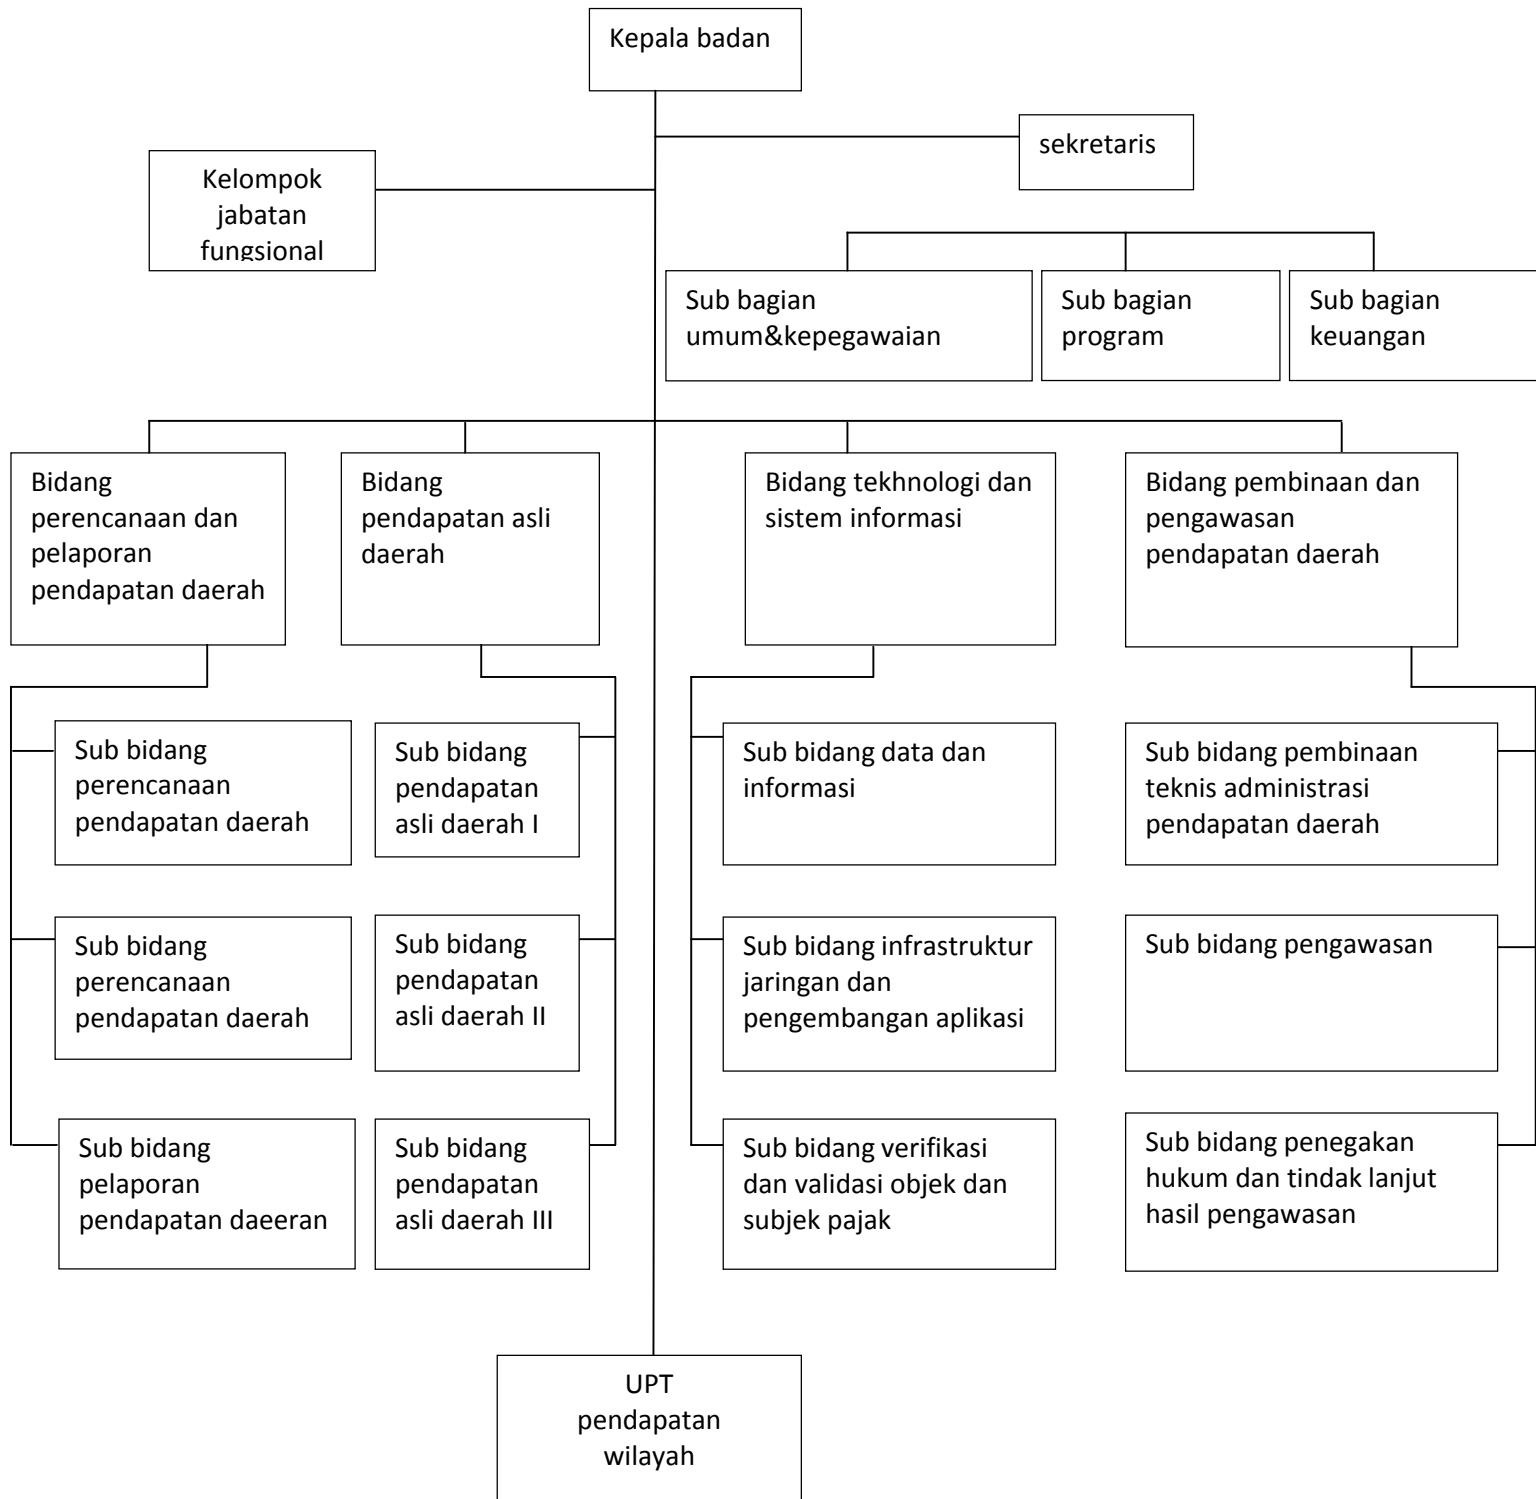 Kepala badan
sekretaris
Kelompok
jabatan
fungsional
Sub bagian
umum&kepegawaian
Sub bagian
program
Sub bagian
keuangan
Bidang
perencanaan dan
pelaporan
pendapatan daerah
Bidang
pendapatan asli
daerah
Bidang tekhnologi dan
sistem informasi
Bidang pembinaan dan
pengawasan
pendapatan daerah
Sub bidang
perencanaan
pendapatan daerah
Sub bidang
pendapatan
asli daerah I
Sub bidang data dan
informasi
Sub bidang pembinaan
teknis administrasi
pendapatan daerah
Sub bidang
perencanaan
pendapatan daerah
Sub bidang
pendapatan
asli daerah II
Sub bidang infrastruktur
jaringan dan
pengembangan aplikasi
Sub bidang pengawasan
Sub bidang
pelaporan
pendapatan daeeran
Sub bidang
pendapatan
asli daerah III
Sub bidang verifikasi
dan validasi objek dan
subjek pajak
Sub bidang penegakan
hukum dan tindak lanjut
hasil pengawasan
UPT
pendapatan
wilayah